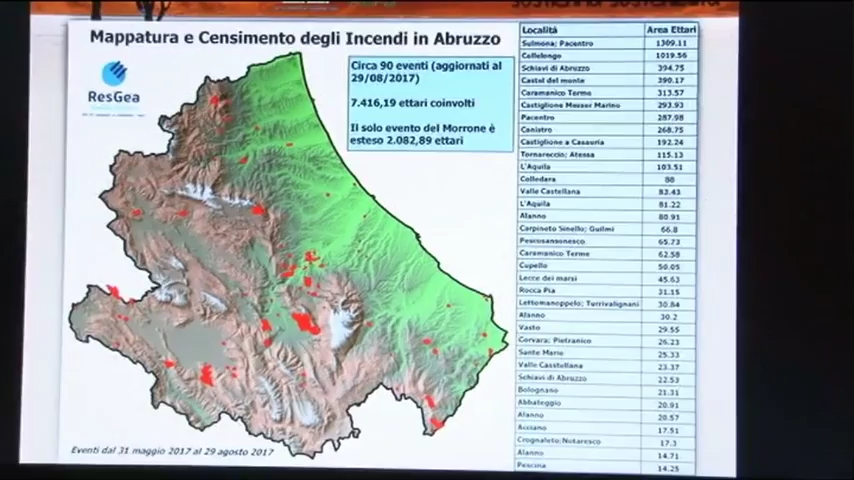 Mappatura e Censimento degli Incendi in Abruzzo
ResGea
Circa 90 eventi (aggiornati al
29/08/2017)
7.416,19 ettari coinvolti
Il solo evento del Morrone è
esteso 2.082,89 ettari
Eventi dal 31 maggio 2017 al 29 agosto 2017
Località Area Ettari
Sulmona; Pacentro 1309.11
Collelongo 1019.56
Schiavi di Abruzzo 394.75
Castel del monte 390.17
Caramanico Terme 313.57
Castiglione Messer Marino 293.93
Pacentro 287.98
Canistro 268.75
Castiglione a Casauria 192.24
Tornareccio; Atessa 115.13
L'Aquila 103.51
Colledara 88
Valle Castellana 83.43
L'Aquila 81.22
Alanno 80.91
Carpineto Sinello; Guilmi 66.8
Pescosansonesco 65.73
Caramanico Terme 62.58
Cupello 50.05
Lecce dei marsi 45.63
Rocca Pia 31.15
Lettomanoppello; Turrivalignani 30.84
Alanno 30.2
Vasto 29.55
Corvara; Pietranico 26.23
Sante Marie 25.33
Valle Casstellana 23.37
Schiavi di Abruzzo 22.53
Bolognano 21.31
Abbateggio 20.91
Alanno 20.57
Acciano 17.51
Crognaleto; Notaresco 17.3
Alanno 14.71
Pescina 14.25